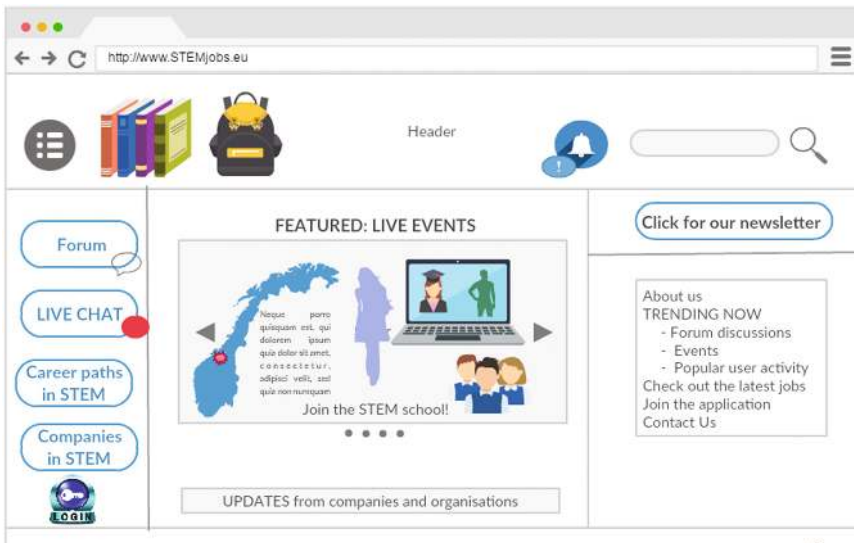 http://www.STEMjobs.eu
Header
Forum
LIVE CHAT
Career paths
in STEM
Companies
in STEM
LOGIN
FEATURED: LIVE EVENTS
Neque porro
quisquam est, qui
dolorem ipsum
quia dolor sit amet,
consectetur,
adipisci velit, sed
quia non numquam
Join the STEM school!
UPDATES from companies and organisations
Click for our newsletter
About us
TRENDING NOW
- Forum discussions
- Events
- Popular user activity
Check out the latest jobs
Join the application
Contact Us